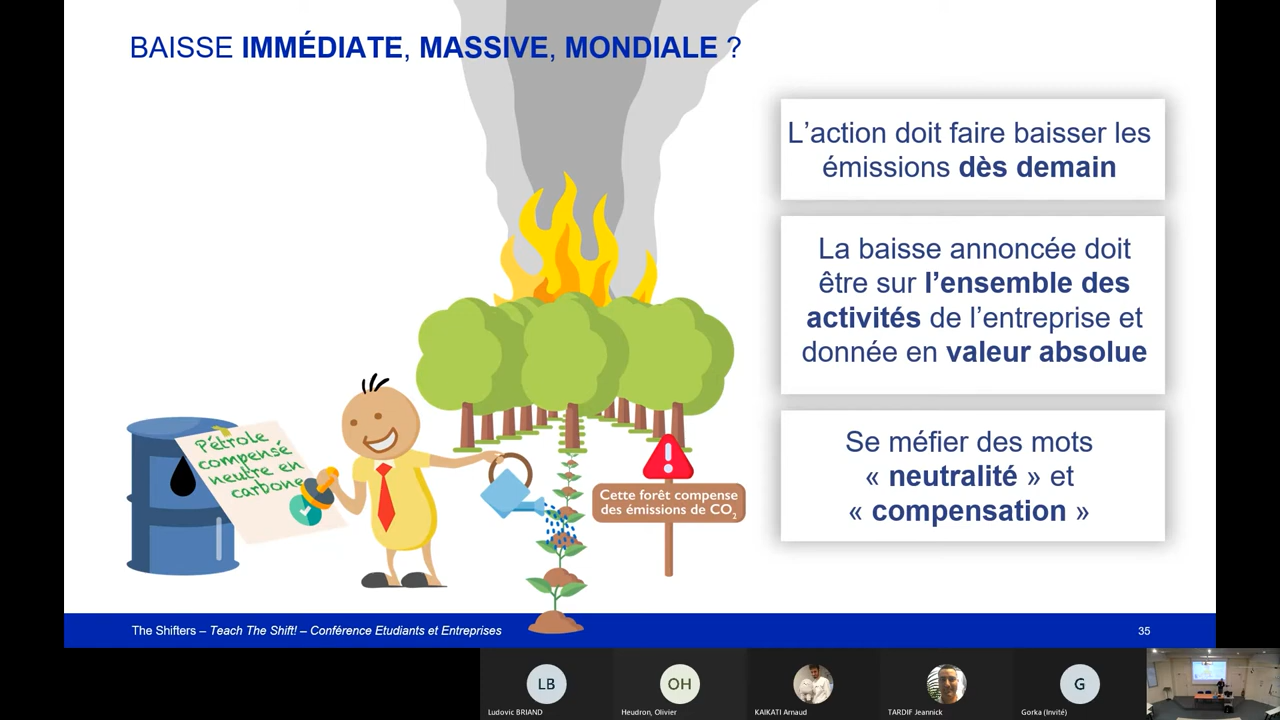 BAISSE IMMÉDIATE, MASSIVE, MONDIALE ?
L’action doit faire baisser les
émissions dès demain
La baisse annoncée doit
être sur l’ensemble des
activités de l’entreprise et
donnée en valeur absolue
Se méfier des mots
« neutralité » et
« compensation »
Pétrole
compensé
neutre en
carbone
Cette forêt compense
des émissions de CO2
The Shifters – Teach The Shift! – Conférence Etudiants et Entreprises
35
LB
Ludovic BRIAND
OH
Heudron, Olivier
KAIKATI Arnaud
TARDIF Jeannick
G
Gorka (Invité)